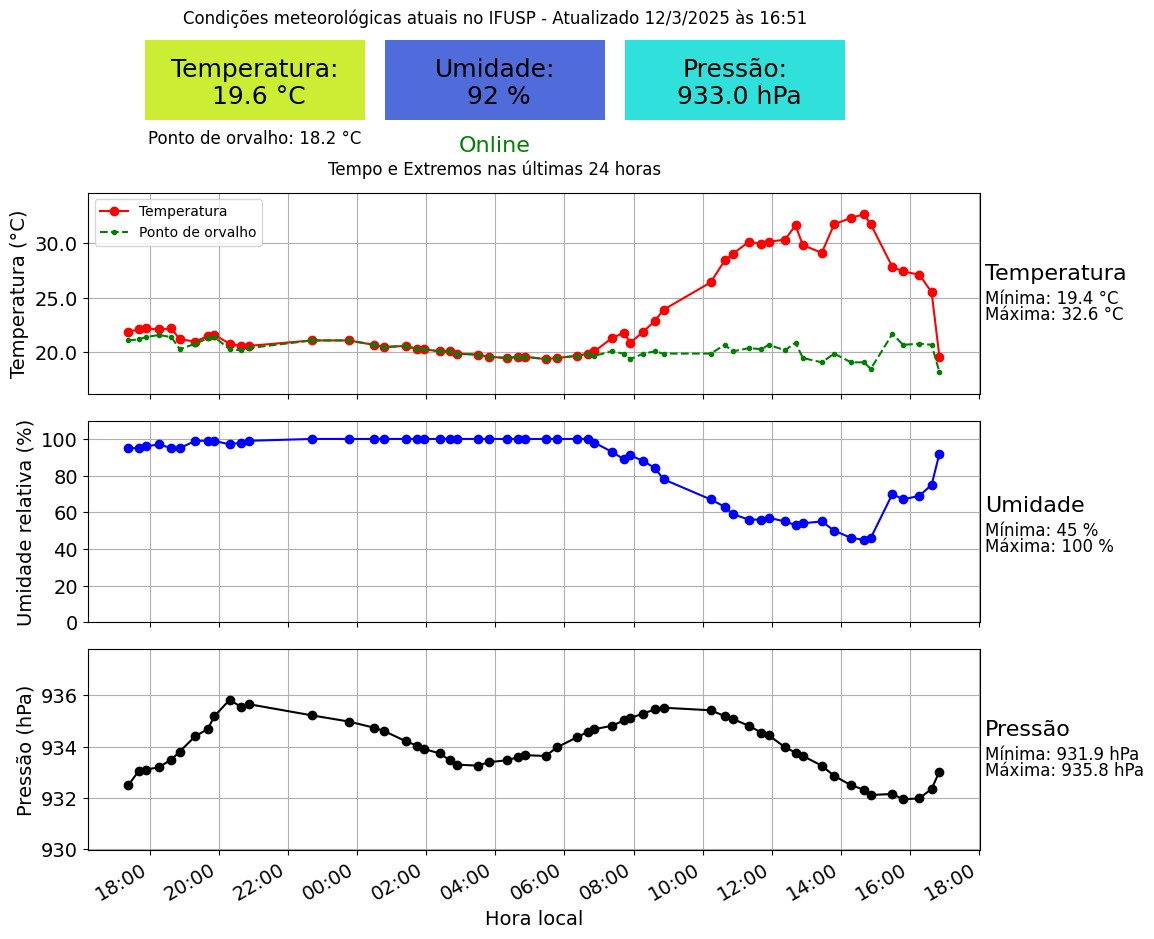 Condições meteorológicas atuais no IFUSP - Atualizado 12/3/2025 às 16:51
Temperatura:
19.6 °C
Umidade:
92 %
Pressão:
933.0 hPa
Ponto de orvalho: 18.2 °C
Online
Tempo e Extremos nas últimas 24 horas
Temperatura
Ponto de orvalho
Temperatura (°C)
30.0
25.0
20.0
Temperatura
Mínima: 19.4 °C
Máxima: 32.6 °C
Umidade relativa (%)
100
80
60
40
20
0
Umidade
Mínima: 45 %
Máxima: 100 %
Pressão (hPa)
936
934
932
930
Pressão
Mínima: 931.9 hPa
Máxima: 935.8 hPa
18:00
20:00
22:00
00:00
02:00
04:00
06:00
08:00
10:00
12:00
14:00
16:00
18:00
Hora local